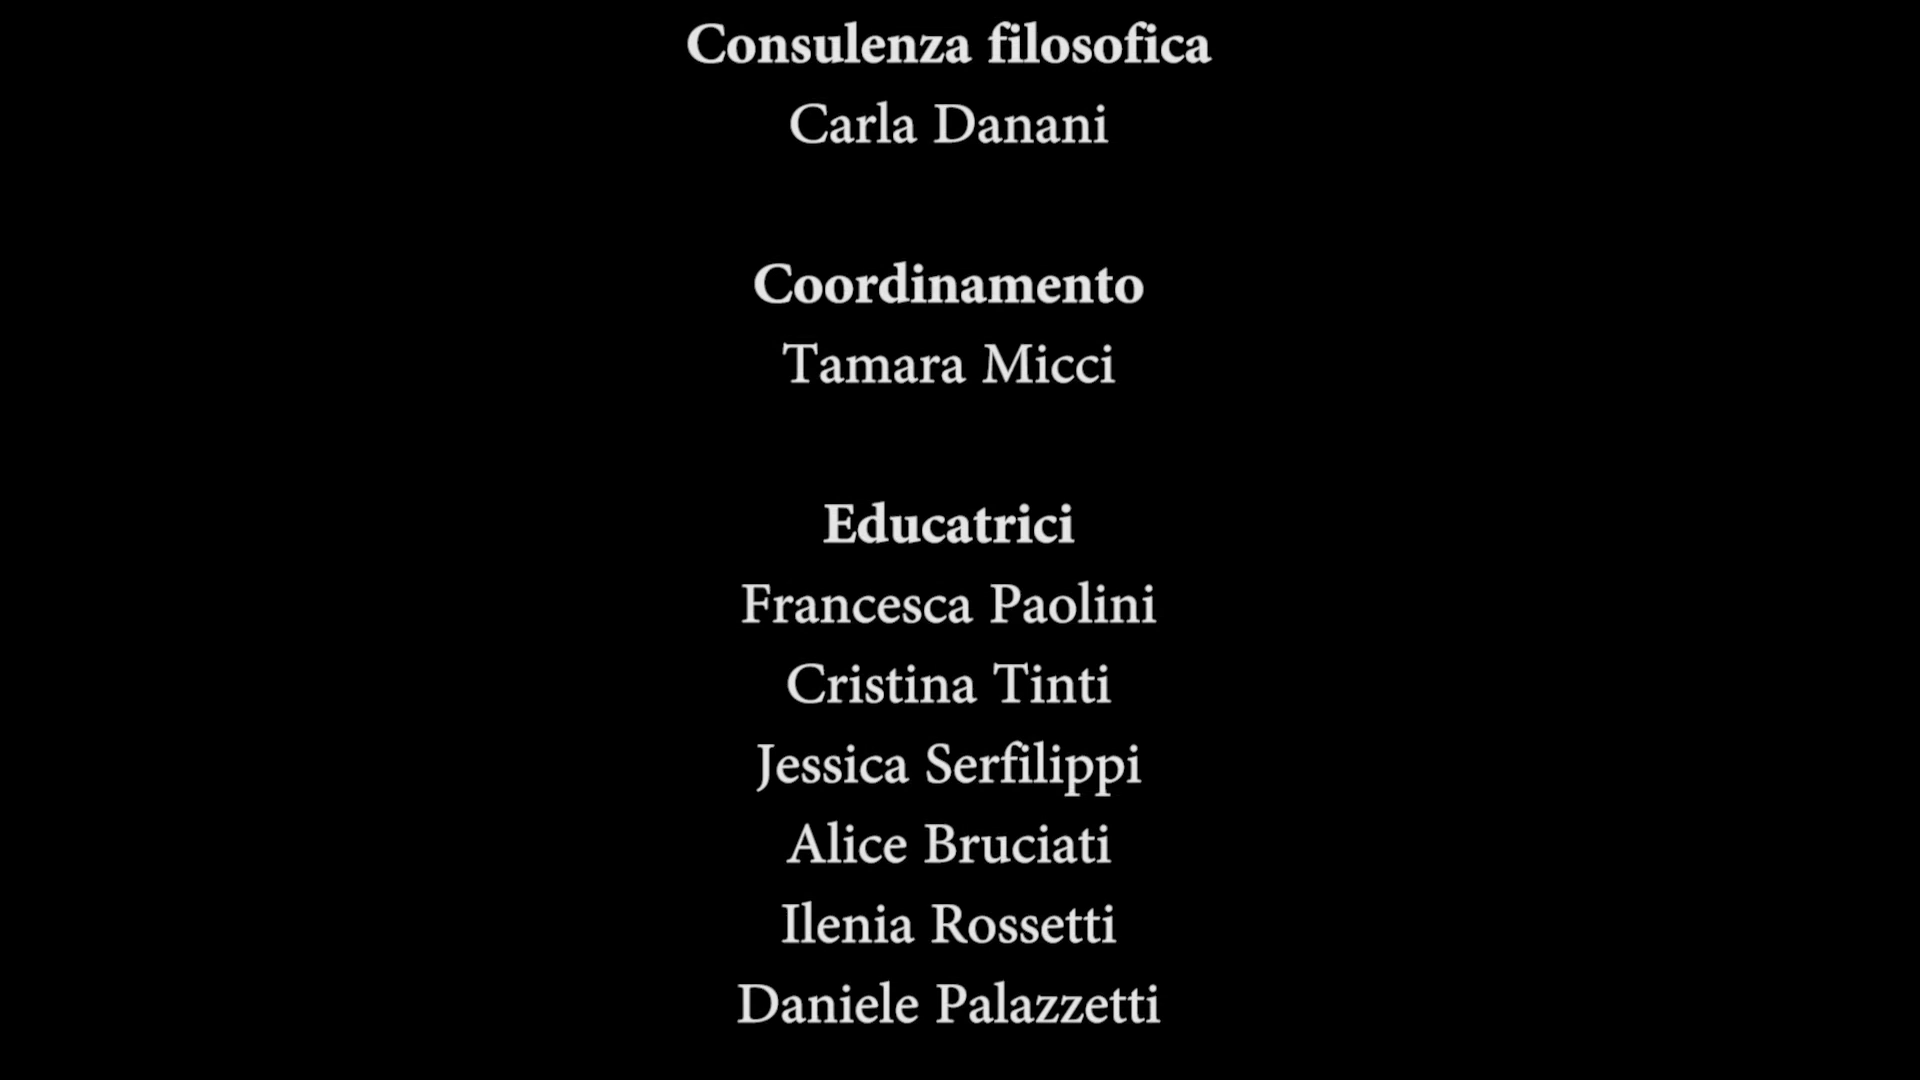 Consulenza filosofica
Carla Danani
Coordinamento
Tamara Micci
Educatrici
Francesca Paolini
Cristina Tinti
Jessica Serfilippi
Alice Bruciati
Ilenia Rossetti
Daniele Palazzetti